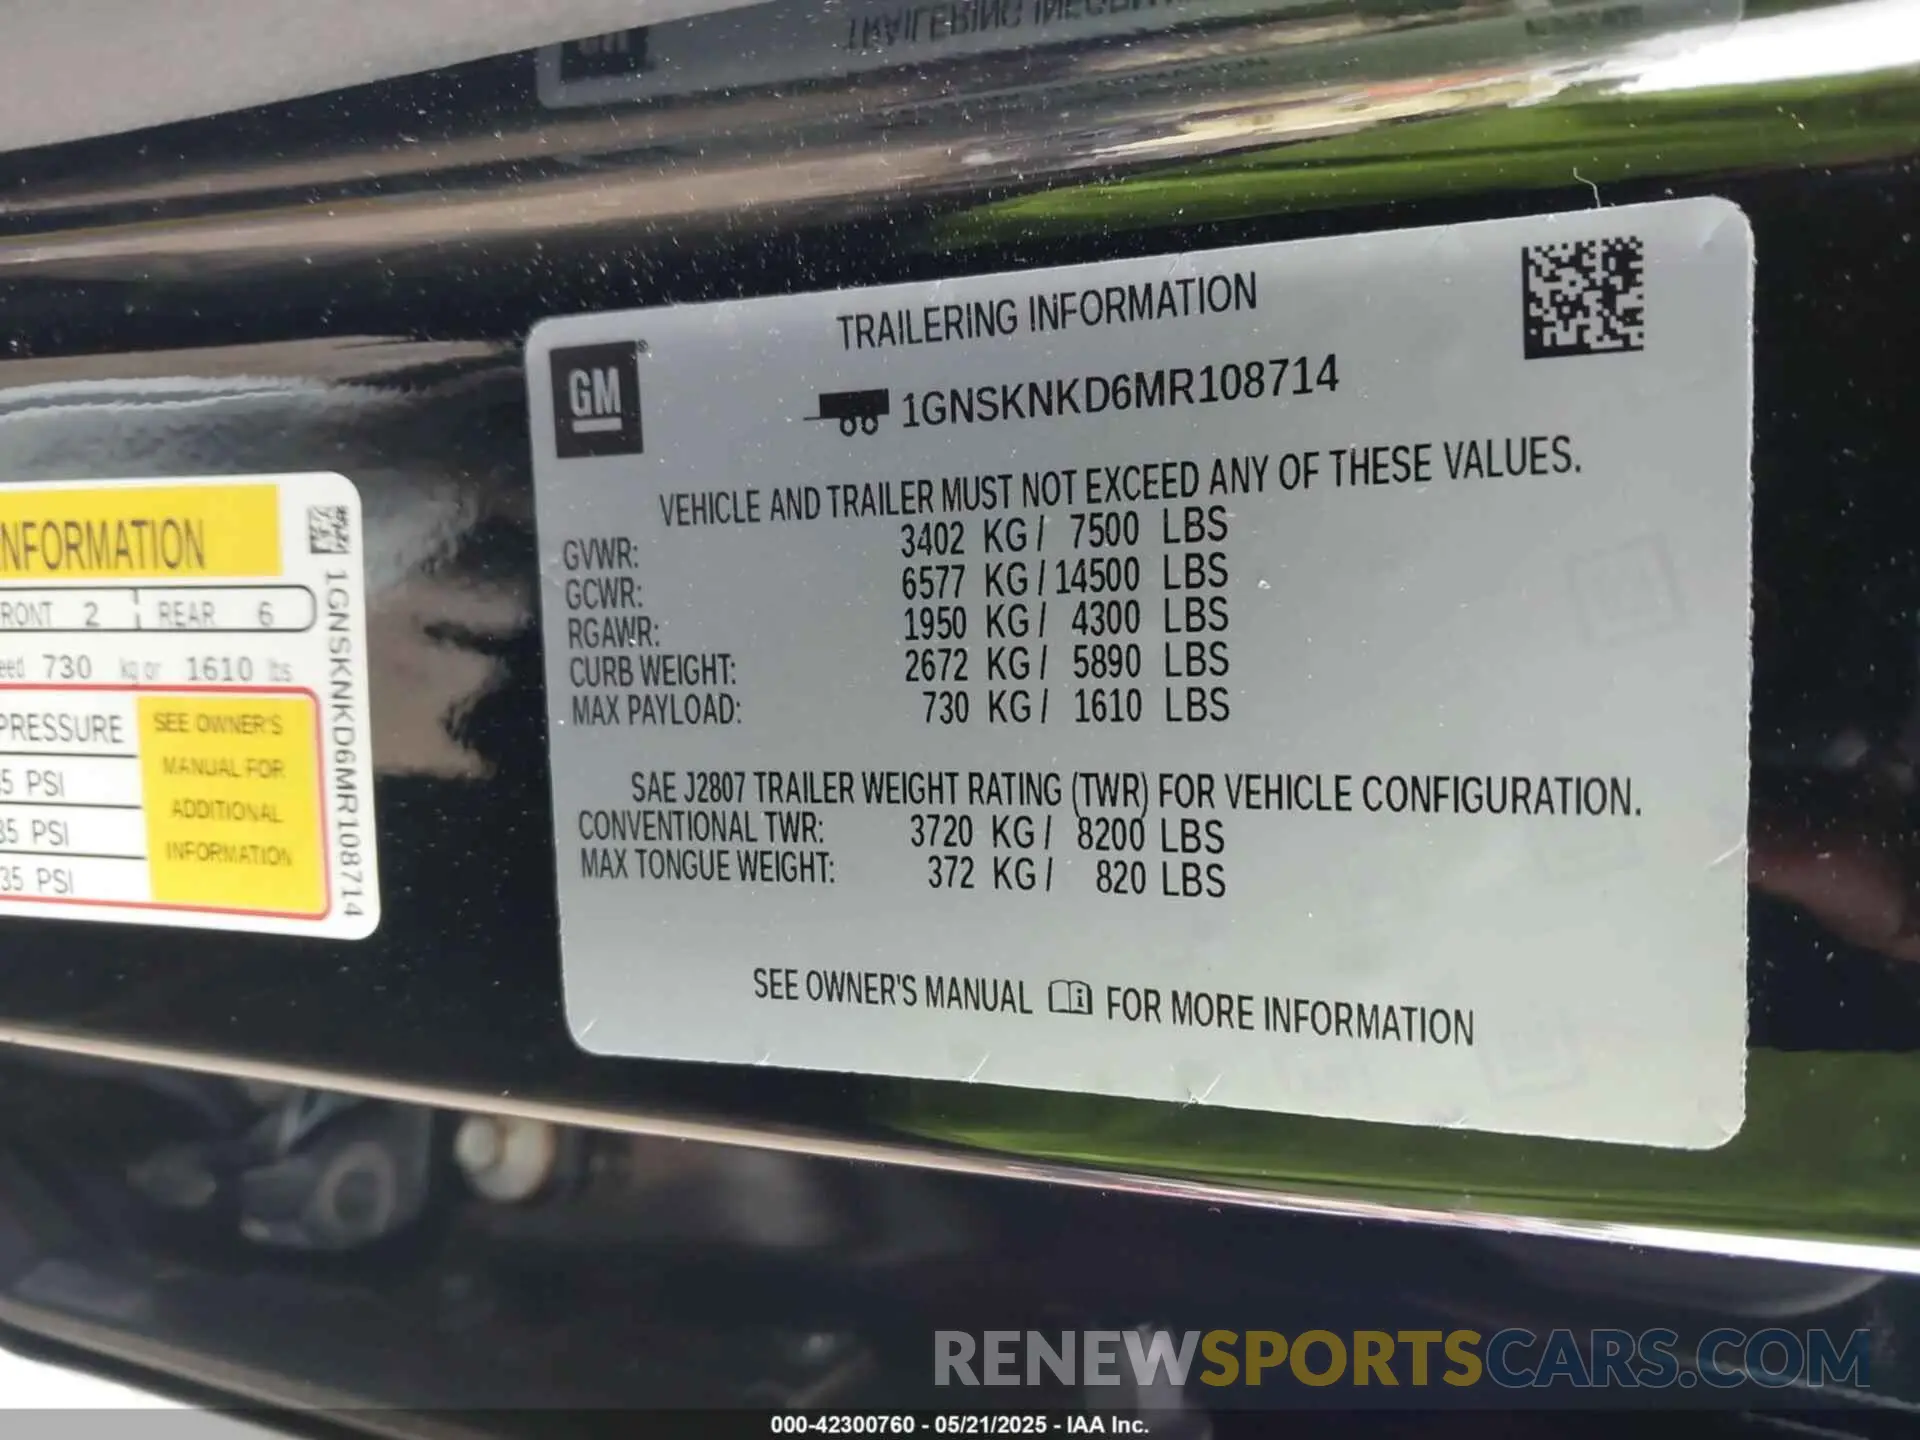 TRAILERING
TRAILERING INFORMATION
GM®
1GNSKNKD6MR108714
VEHICLE AND TRAILER MUST NOT EXCEED ANY OF THESE VALUES.
GVWR: 3402 KG / 7500 LBS
GCWR: 6577 KG / 14500 LBS
RGAWR: 1950 KG / 4300 LBS
CURB WEIGHT: 2672 KG / 5890 LBS
MAX PAYLOAD: 730 KG / 1610 LBS
SAE J2807 TRAILER WEIGHT RATING (TWR) FOR VEHICLE CONFIGURATION.
CONVENTIONAL TWR: 3720 KG / 8200 LBS
MAX TONGUE WEIGHT: 372 KG / 820 LBS
SEE OWNER'S MANUAL FOR MORE INFORMATION
NFORMATION
RONT 2 REAR 6
eed 730 kg or 1610 lbs
PRESSURE
5 PSI
35 PSI
35 PSI
SEE OWNER'S
MANUAL FOR
ADDITIONAL
INFORMATION
1GNSKNKD6MR108714
RENEWSPORTSCARS.COM
000-42300760 - 05/21/2025 - IAA Inc.